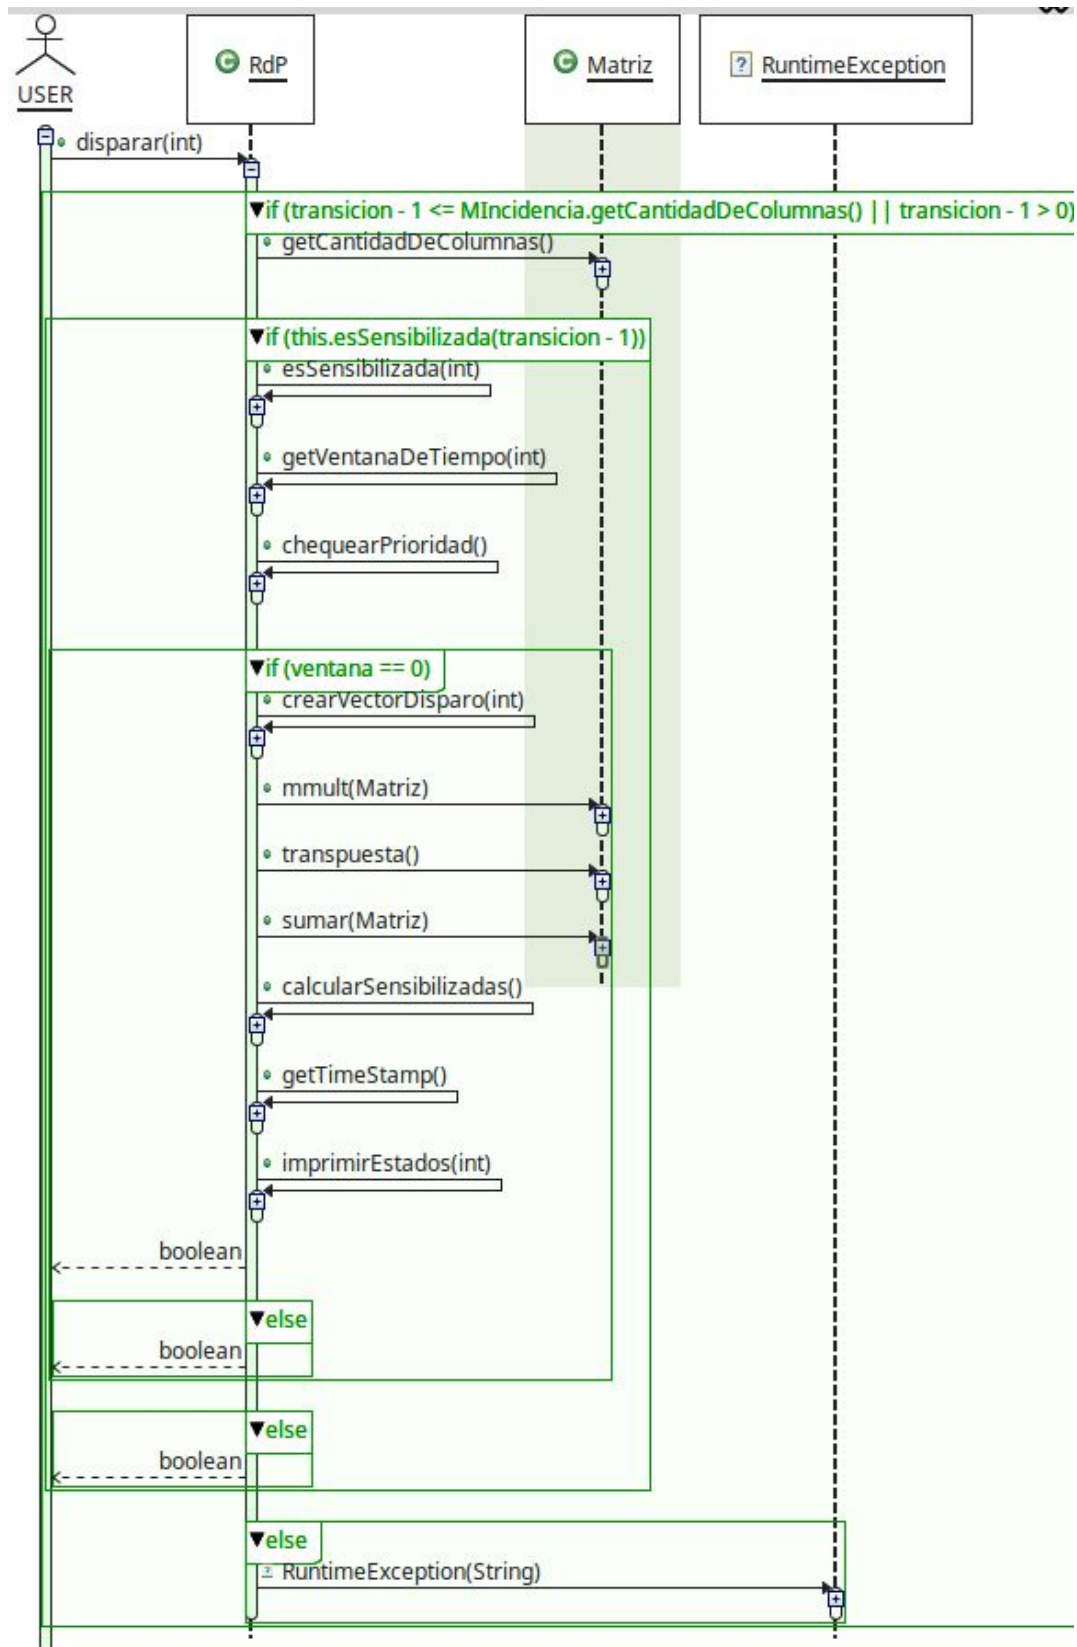 USER
RdP
Matriz
RuntimeException
disparar(int)
if (transicion - 1 <= MIncidencia.getCantidadDeColumnas() || transicion - 1 > 0)
getCantidadDeColumnas()
if (this.esSensibilizada(transicion - 1))
esSensibilizada(int)
getVentanaDeTiempo(int)
chequearPrioridad()
if (ventana == 0)
crearVectorDisparo(int)
mmult(Matriz)
transpuesta()
sumar(Matriz)
calcularSensibilizadas()
getTimeStamp()
imprimirEstados(int)
boolean
else
boolean
else
boolean
else
RuntimeException(String)